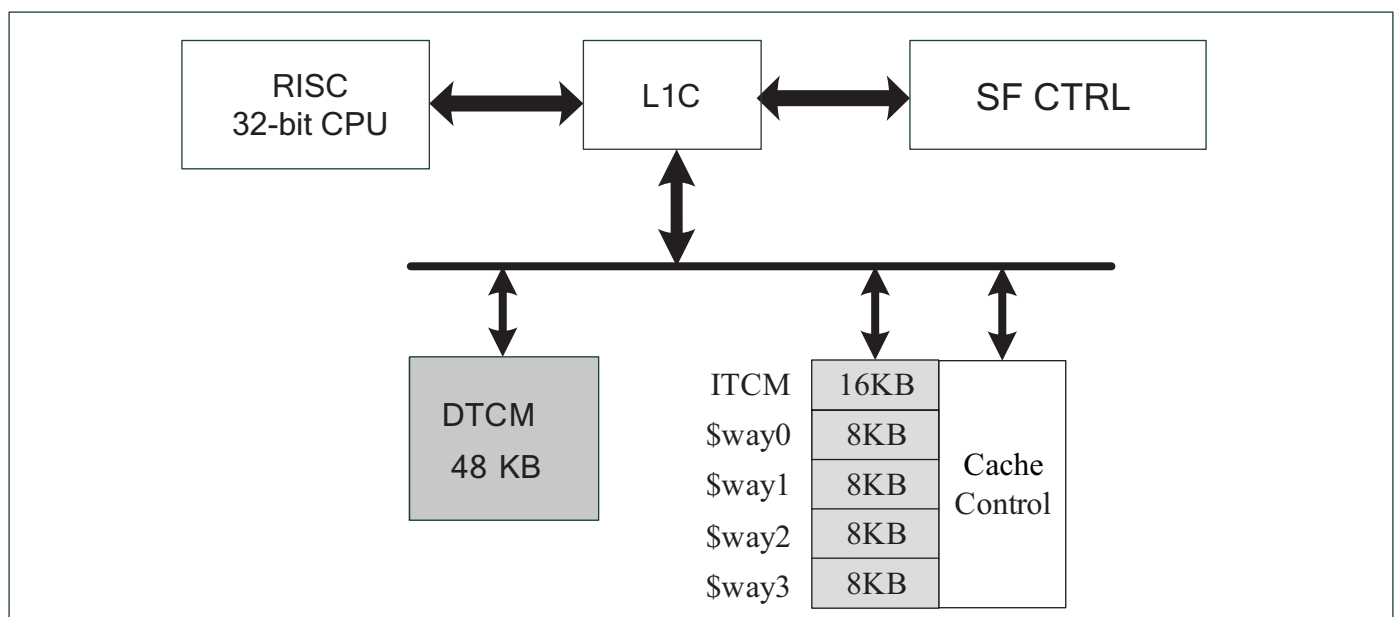 RISC
32-bit CPU
L1C
SF CTRL
DTCM
48 KB
ITCM
16KB
$way0
8KB
$way1
8KB
$way2
8KB
$way3
8KB
Cache
Control